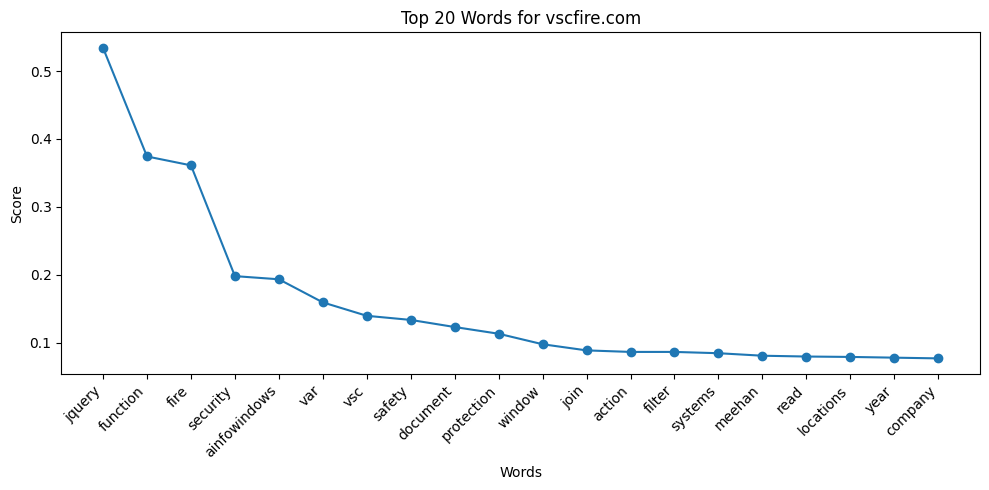 Top 20 Words for vscfire.com
Score
0.5
0.4
0.3
0.2
0.1
jquery
function
fire
security
ainfowindows
var
vsc
safety
document
protection
window
join
action
filter
systems
meehan
read
locations
year
company
Words